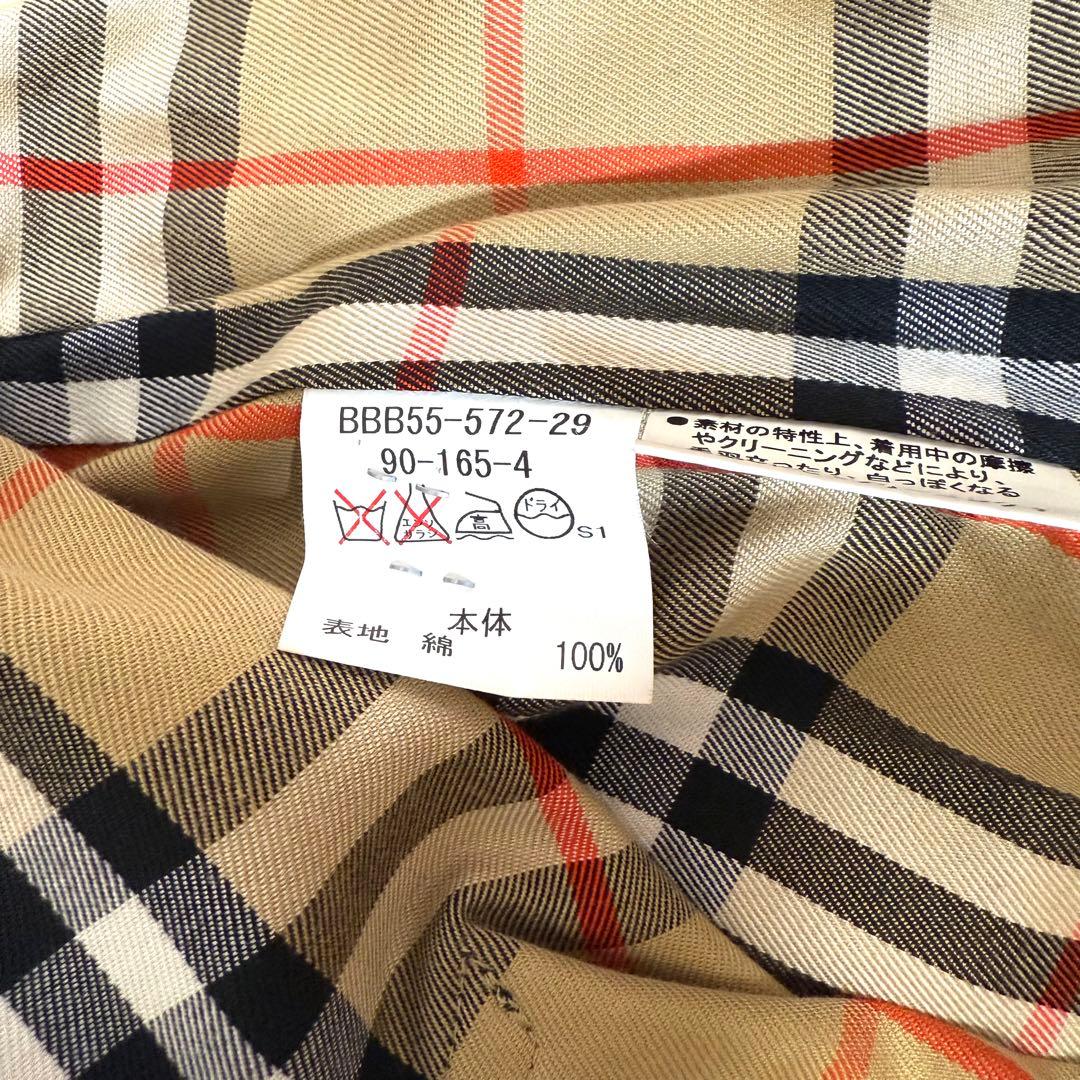 BBB55-572-29
90-165-4
エンソ
サラシ
高
ドライ
S1
本体
表地 綿 100%
●素材の特性上、着用中の摩擦
やクリーニングなどにより、
白っぽくなる